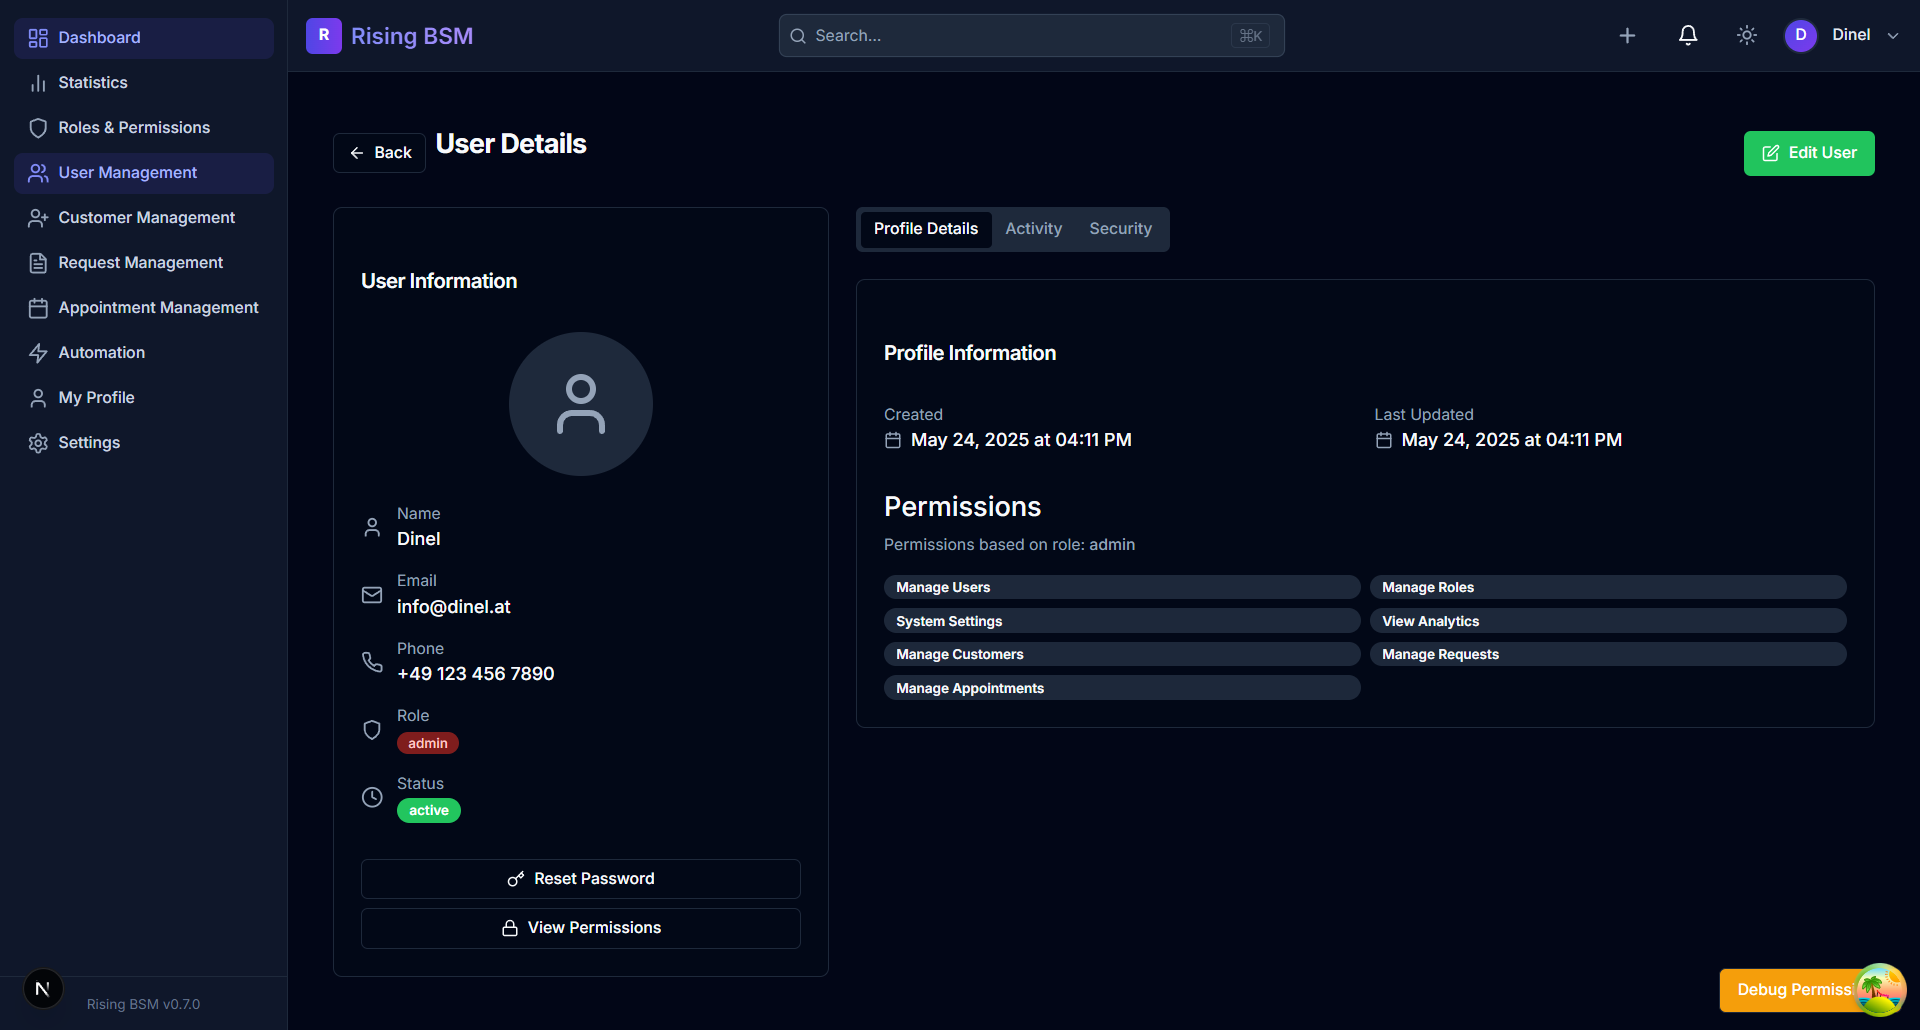 Dashboard
Statistics
Roles & Permissions
User Management
Customer Management
Request Management
Appointment Management
Automation
My Profile
Settings
N
Rising BSM v0.7.0
R Rising BSM
Search... ⌘K
D Dinel
Back
User Details
Edit User
User Information
Name
Dinel
Email
info@dinel.at
Phone
+49 123 456 7890
Role
admin
Status
active
Reset Password
View Permissions
Profile Details Activity Security
Profile Information
Created
May 24, 2025 at 04:11 PM
Last Updated
May 24, 2025 at 04:11 PM
Permissions
Permissions based on role: admin
Manage Users
Manage Roles
System Settings
View Analytics
Manage Customers
Manage Requests
Manage Appointments
Debug